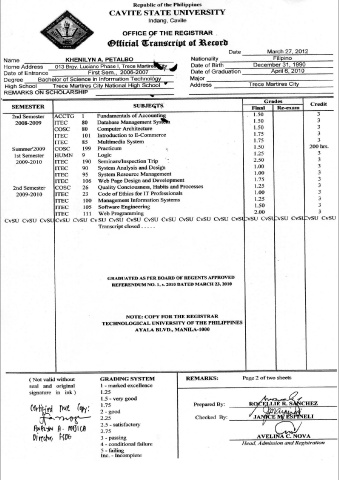 Republic of the Philippines
CAVITE STATE UNIVERSITY
Indang, Cavite
OFFICE OF THE REGISTRAR
Official Transcript of Record
Date March 27, 2012
Name KHENILYN A. PETALBO Nationality Filipino
Home Address 013 Brgy. Luciano Phase I, Trece Martires City Date of Birth December 31, 1990
Date of Entrance First Sem., 2006-2007 Date of Graduation April 6, 2010
Degree Bachelor of Science in Information Technology Major
High School Trece Martires City National High School Address Trece Martires City
REMARKS ON SCHOLARSHIP
SEMESTER SUBJECTS Grades Credit
Final Re-exam
2nd Semester ACCTG 1 Fundamentals of Accounting 1.50 3
2008-2009 ITEC 80 Database Management System 1.50 3
COSC 80 Computer Architecture 1.50 3
ITEC 101 Introduction to E-Commerce 1.75 3
ITEC 85 Multimedia System 1.75 3
Summer2009 COSC 199 Practicum 1.50 200 hrs.
1st Semester HUMN 9 Logic 1.25 3
2009-2010 ITEC 190 Seminars/Inspection Trip 2.50 3
ITEC 90 System Analysis and Design 1.00 3
ITEC 95 System Resource Management 1.00 3
ITEC 106 Web Page Design and Development 1.75 3
2nd Semester COSC 26 Quality Conciousness, Habits and Processes 1.25 3
2009-2010 ITEC 23 Code of Ethics for IT Professionals 1.00 3
ITEC 100 Management Information Systems 1.25 3
ITEC 105 Software Engineering 1.50 3
ITEC 111 Web Programming 2.00 3
CvSU CvSU CvSU CvSU CvSU CvSU CvSU CvSU CvSU CvSU CvSU CvSU CvSU CvSU CvSU CvSU
Transcript closed . . . . .
GRADUATED AS PER BOARD OF REGENTS APPROVED
REFERENDUM NO. 1, s. 2010 DATED MARCH 23, 2010
NOTE: COPY FOR THE REGISTRAR
TECHNOLOGICAL UNIVERSITY OF THE PHILIPPINES
AYALA BLVD., MANILA-1000
( Not valid without
seal and original
signature in ink )
Certified True Copy:
GRADING SYSTEM
1 - marked excellence
1.25
1.5 - very good
1.75
2 - good
2.25
2.5 - satisfactory
2.75
3 - passing
4 - conditional failure
5 - failing
Inc. - Incomplete
REMARKS: Page 2 of two sheets
Prepared By: ROCELLIE R. SANCHEZ
Checked By: JANICE M. ESPINELI
AVELINA C. NOVA
Head, Admission and Registration